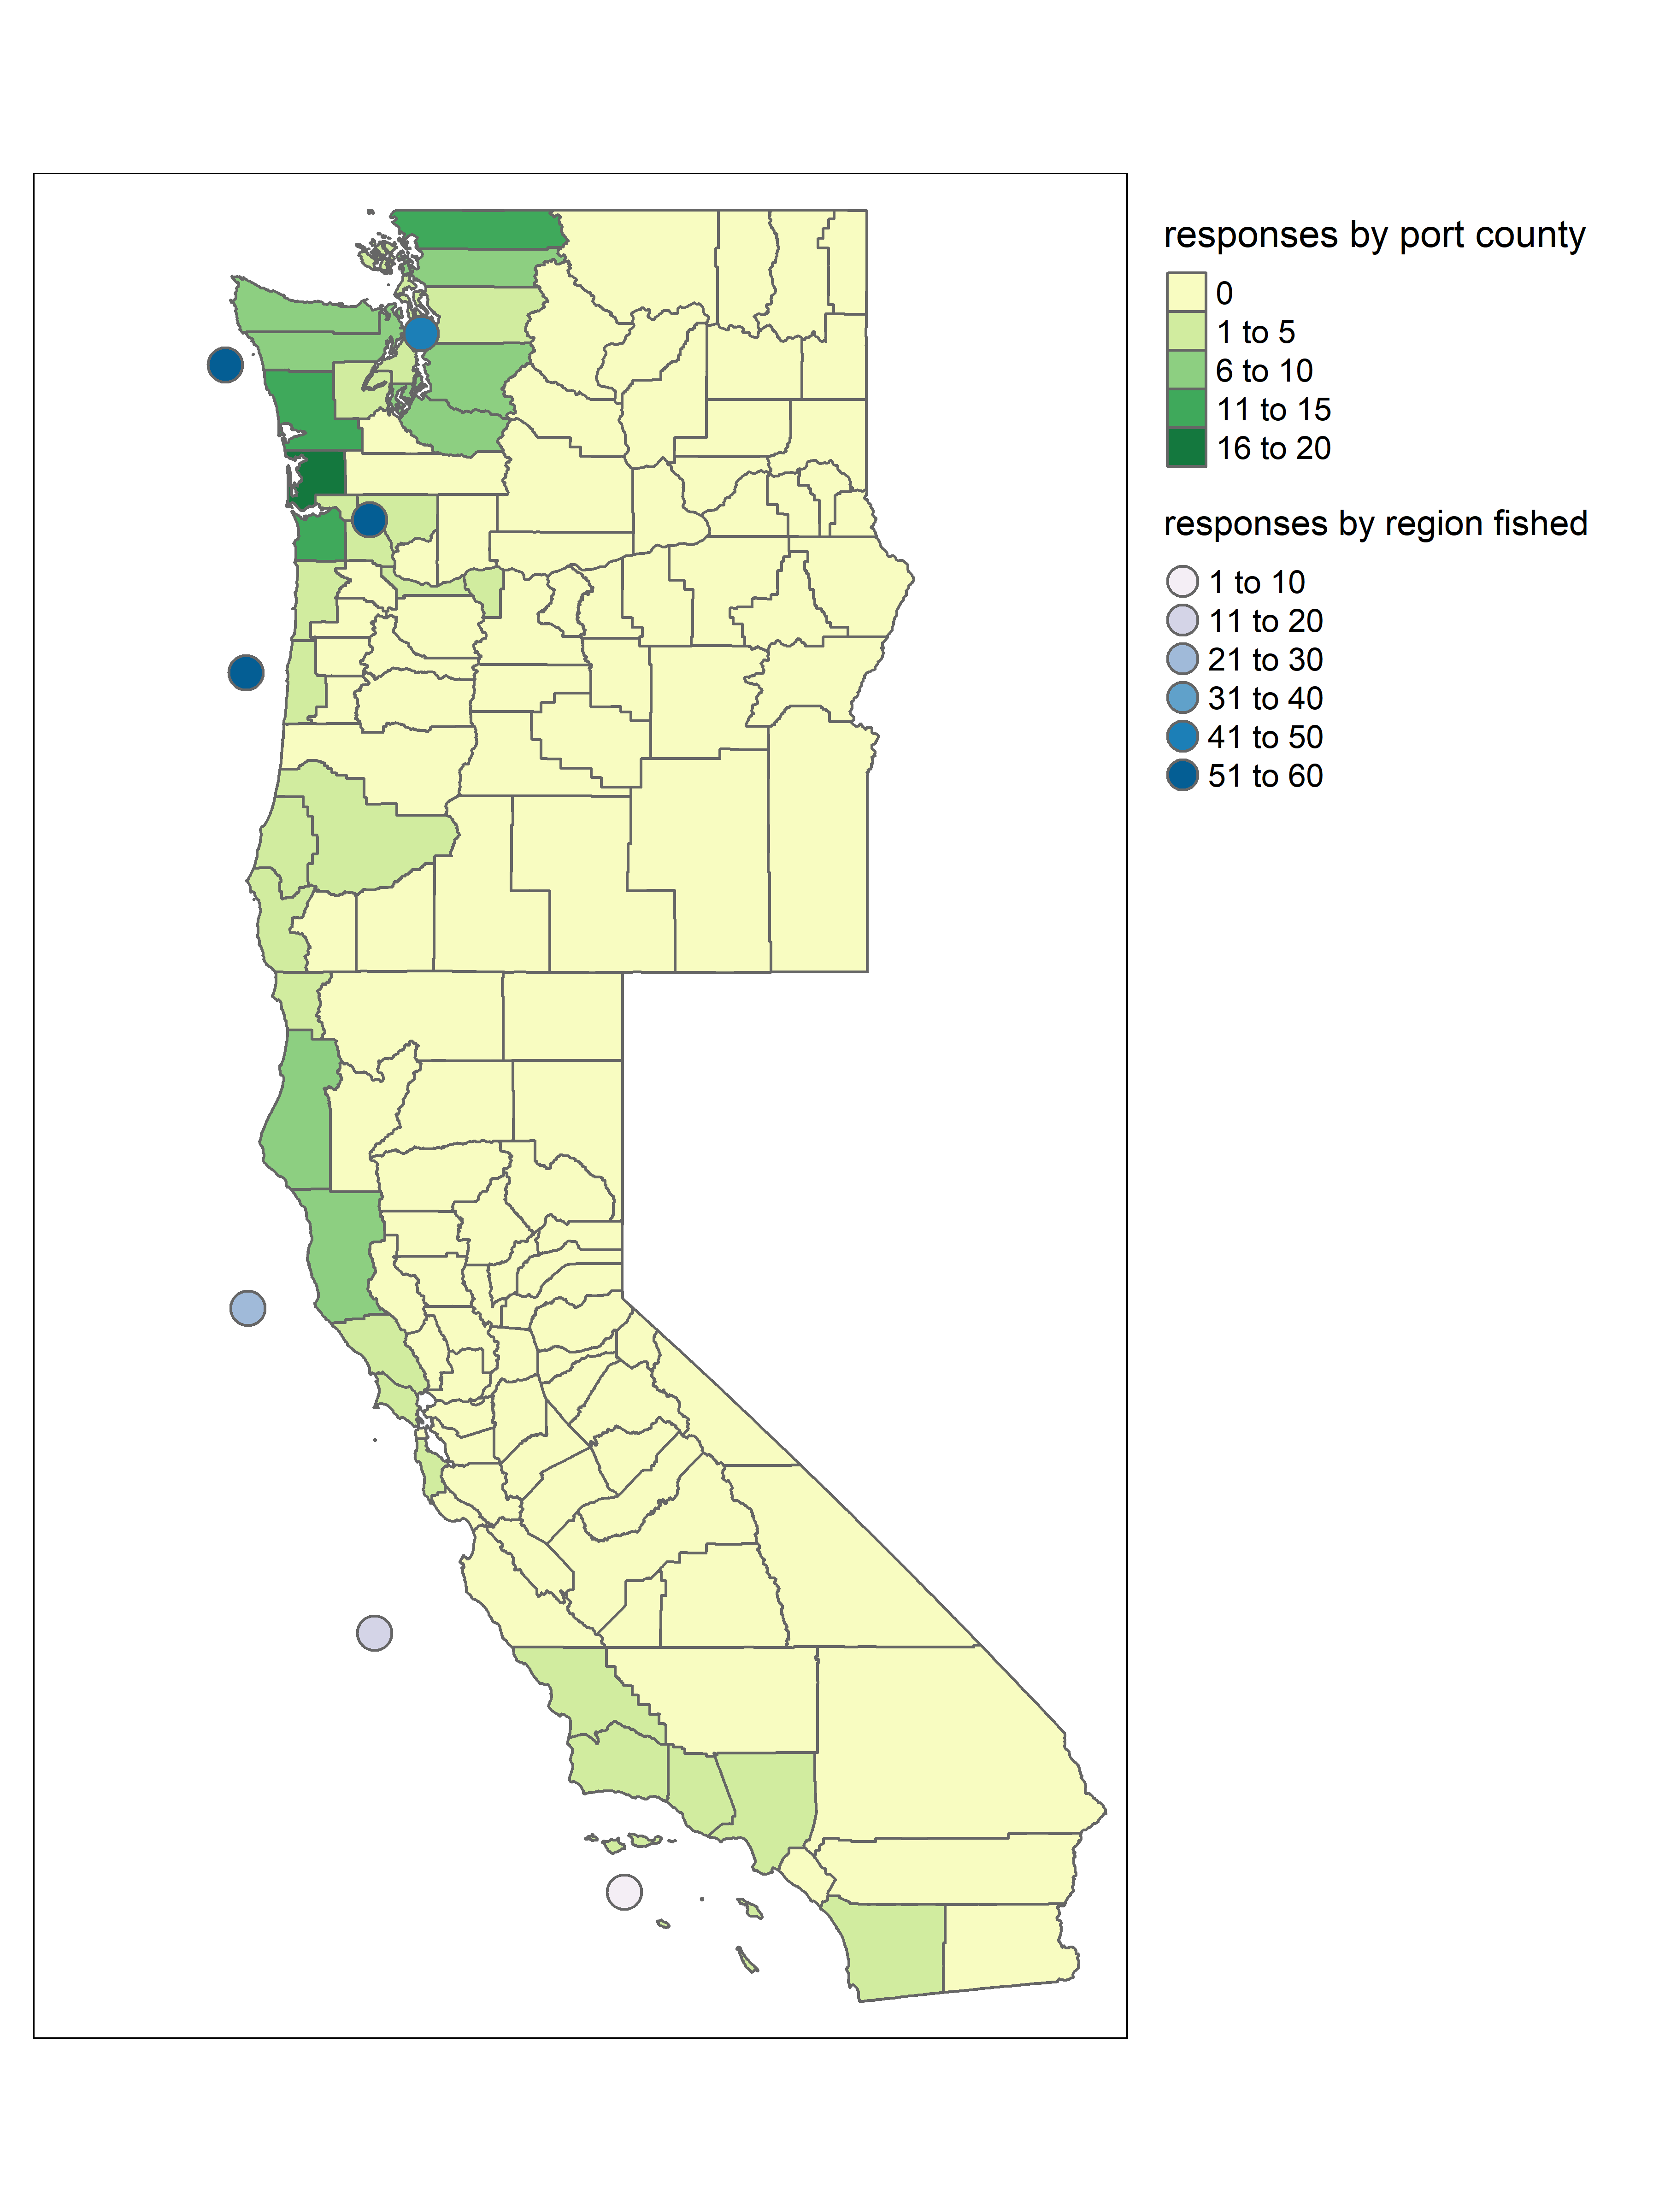 responses by port county
0
1 to 5
6 to 10
11 to 15
16 to 20
responses by region fished
1 to 10
11 to 20
21 to 30
31 to 40
41 to 50
51 to 60